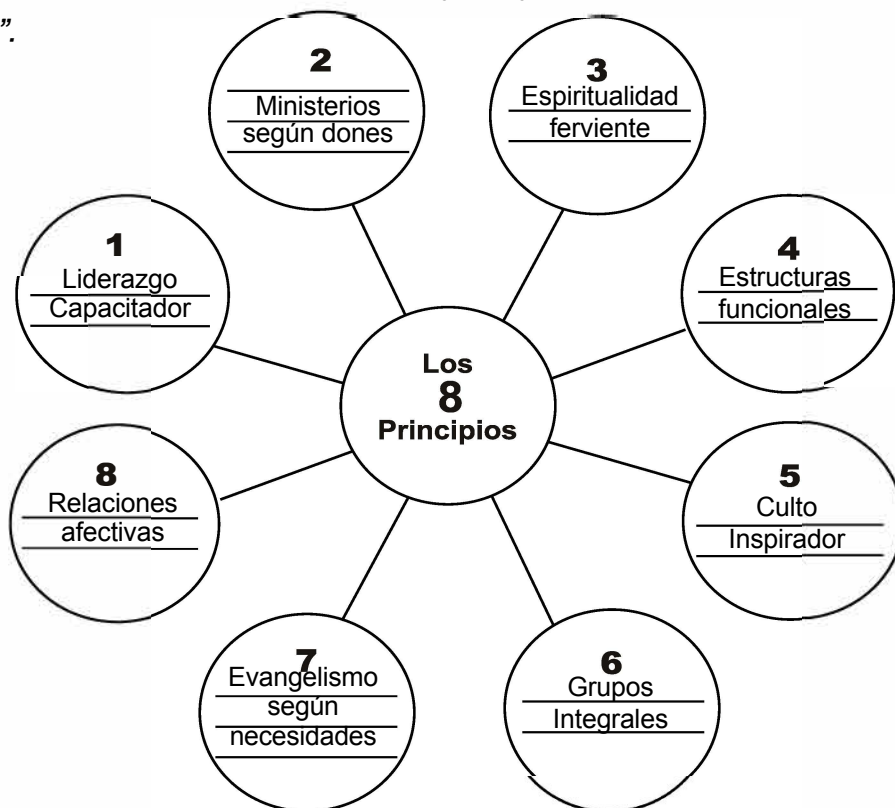 ”.
2
Ministerios
según dones
3
Espiritualidad
ferviente
1
Liderazgo
Capacitador
4
Estructuras
funcionales
Los
8
Principios
8
Relaciones
afectivas
5
Culto
Inspirador
7
Evangelismo
según
necesidades
6
Grupos
Integrales